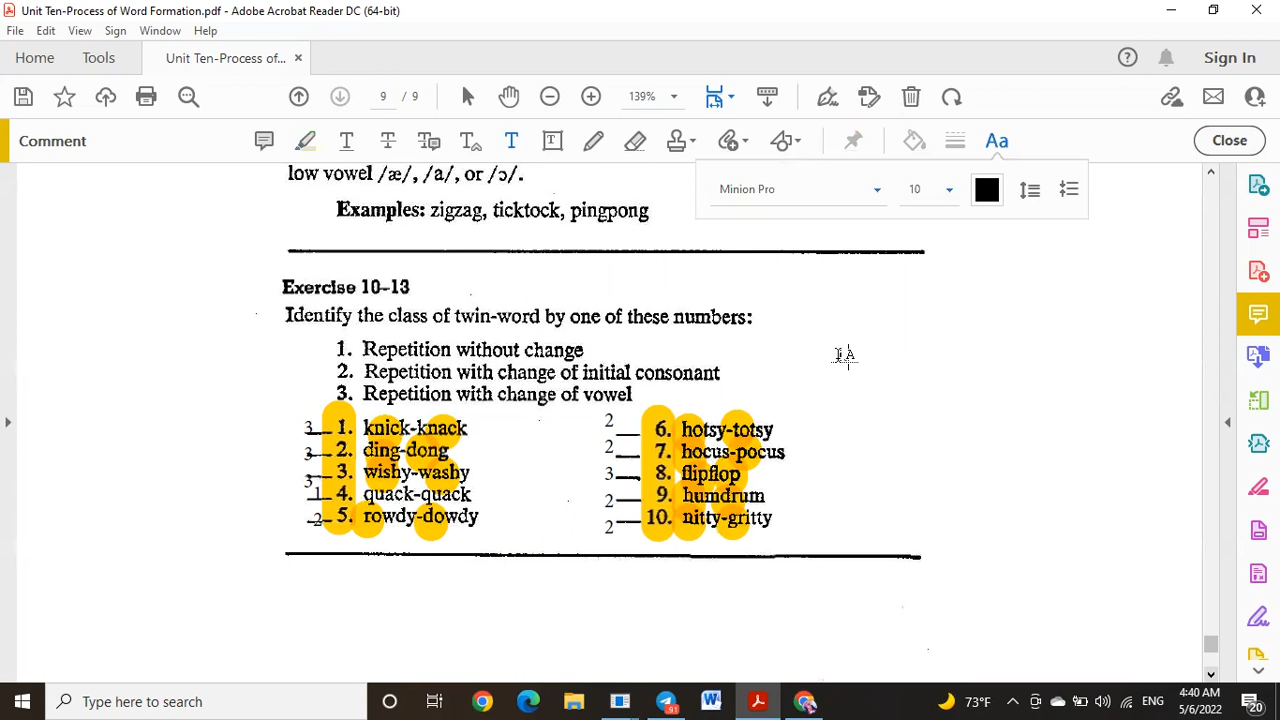 Unit Ten-Process of Word Formation.pdf - Adobe Acrobat Reader DC (64-bit)
File Edit View Sign Window Help
Home Tools Unit Ten-Process of... × Sign In
9 / 9 139%
Comment Close
Minion Pro 10
low vowel /æ/, /a/, or /ɔ/.
Examples: zigzag, ticktock, pingpong
Exercise 10–13
Identify the class of twin-word by one of these numbers:
1. Repetition without change
2. Repetition with change of initial consonant
3. Repetition with change of vowel
3 1. knick-knack
3 2. ding-dong
3 3. wishy-washy
1 4. quack-quack
2 5. rowdy-dowdy
2 6. hotsy-totsy
2 7. hocus-pocus
3 8. flipflop
2 9. humdrum
2 10. nitty-gritty
Type here to search
91
73°F ENG
4:40 AM
5/6/2022
20